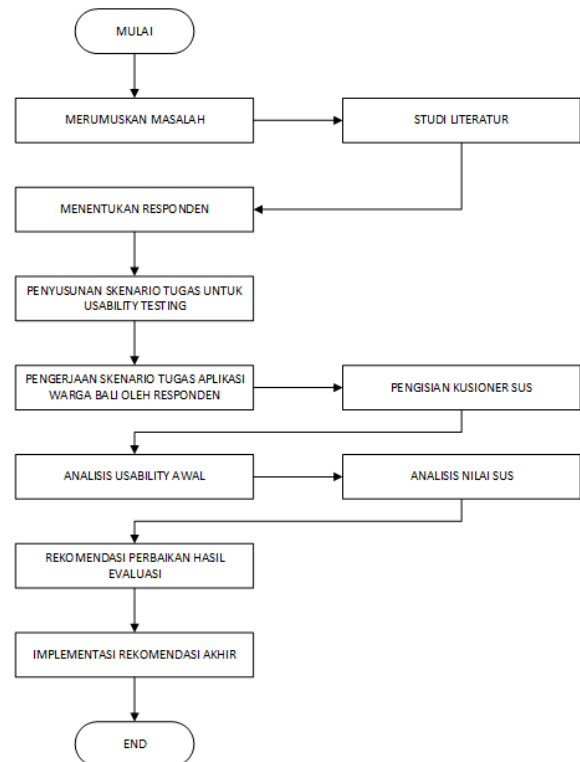 MULAI
MERUMUSKAN MASALAH
STUDI LITERATUR
MENENTUKAN RESPONDEN
PENYUSUNAN SKENARIO TUGAS UNTUK
USABILITY TESTING
PENGERJAAN SKENARIO TUGAS APLIKASI
WARGA BALI OLEH RESPONDEN
PENGISIAN KUSIONER SUS
ANALISIS USABILITY AWAL
ANALISIS NILAI SUS
REKOMENDASI PERBAIKAN HASIL
EVALUASI
IMPLEMENTASI REKOMENDASI AKHIR
END